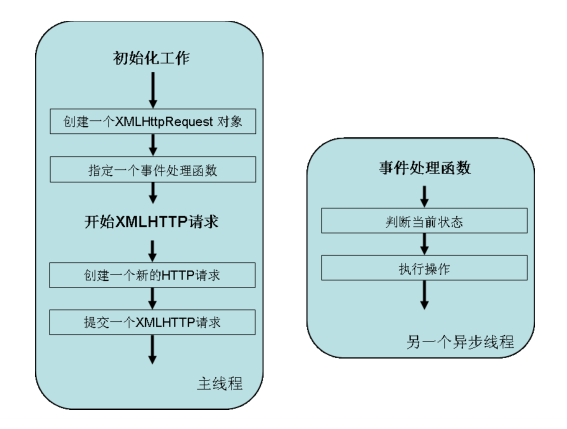 初始化工作
创建一个XMLHttpRequest 对象
指定一个事件处理函数
开始XMLHTTP请求
创建一个新的HTTP请求
提交一个XMLHTTP请求
主线程
事件处理函数
判断当前状态
执行操作
另一个异步线程